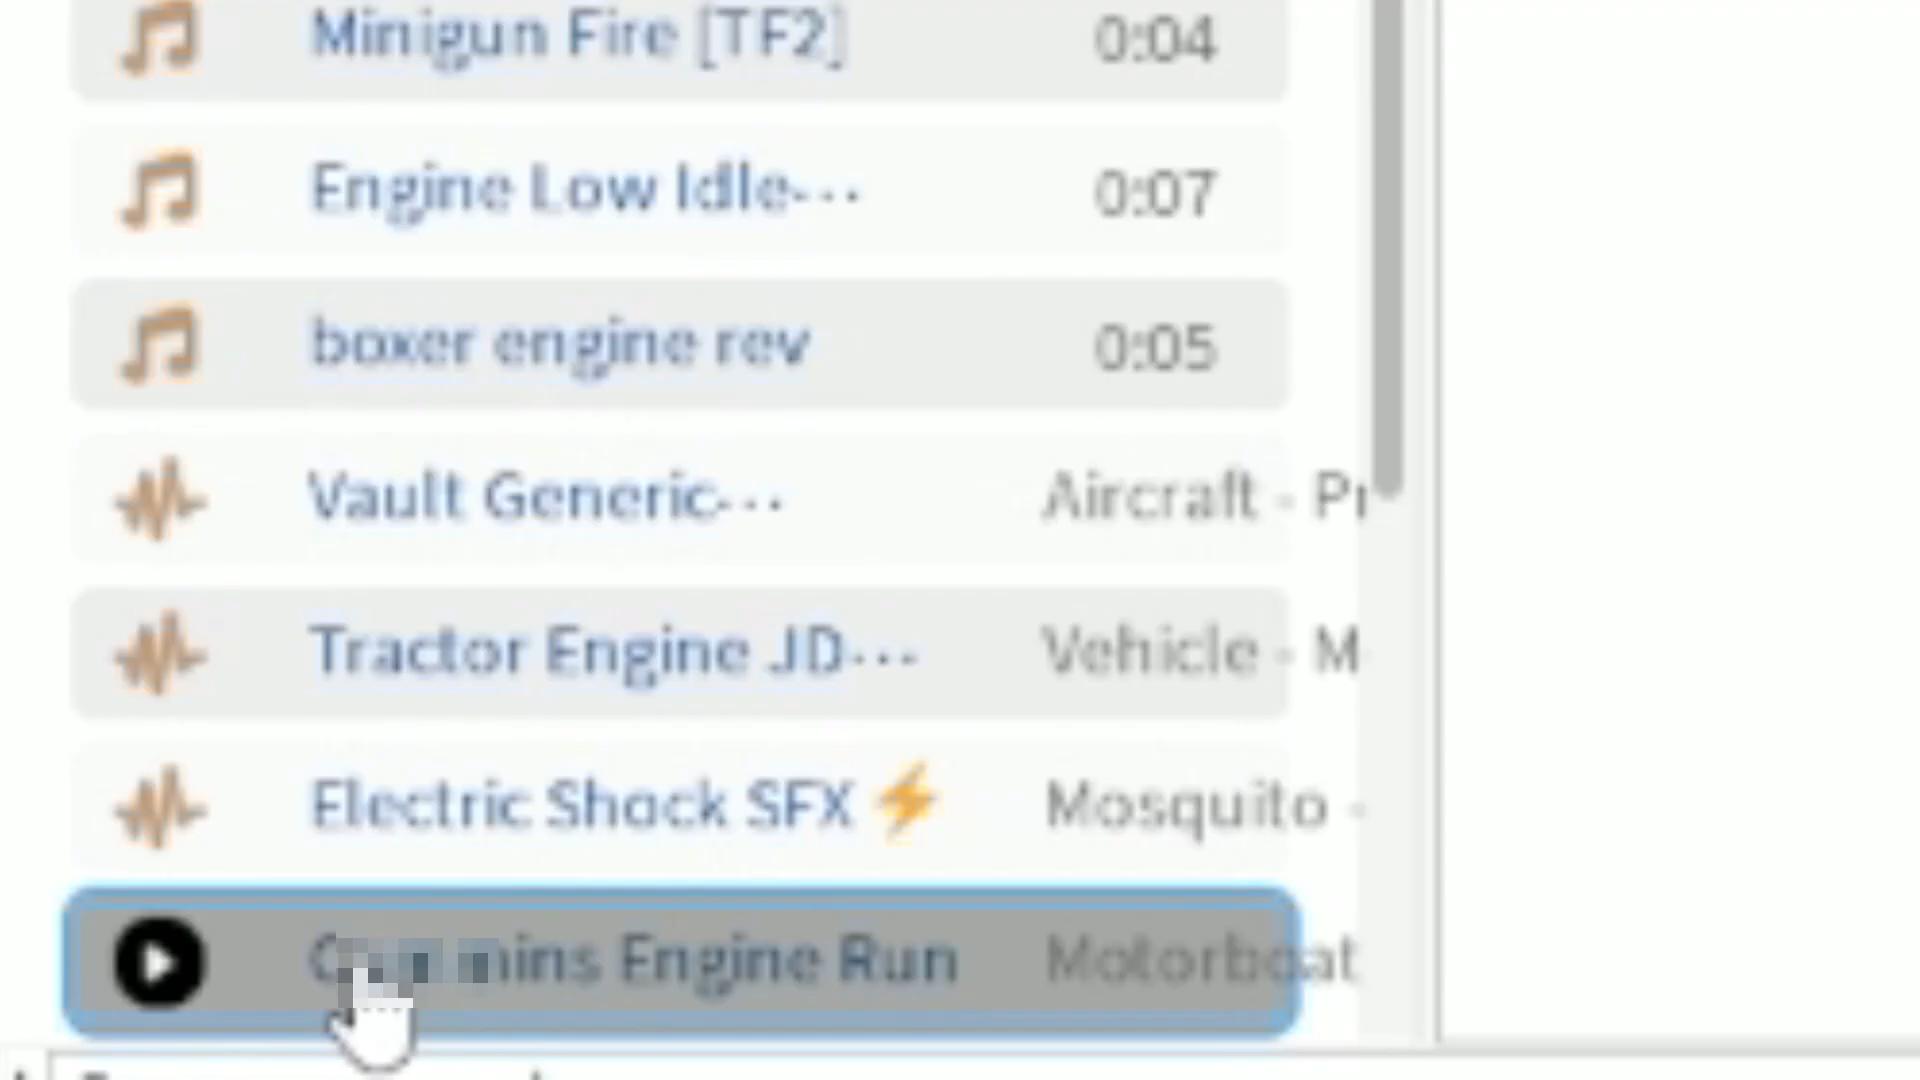 Minigun Fire [TF2] 0:04
Engine Low Idle··· 0:07
boxer engine rev 0:05
Vault Generic··· Aircraft - Pr
Tractor Engine JD··· Vehicle - M
Electric Shock SFX ⚡ Mosquito -
Cummins Engine Run Motorboat